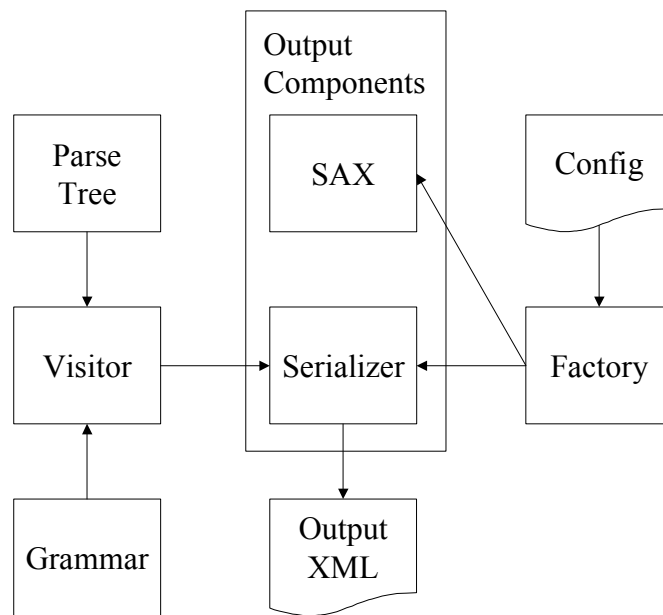 Output
Components
Parse
Tree
SAX
Config
Visitor
Serializer
Factory
Grammar
Output
XML